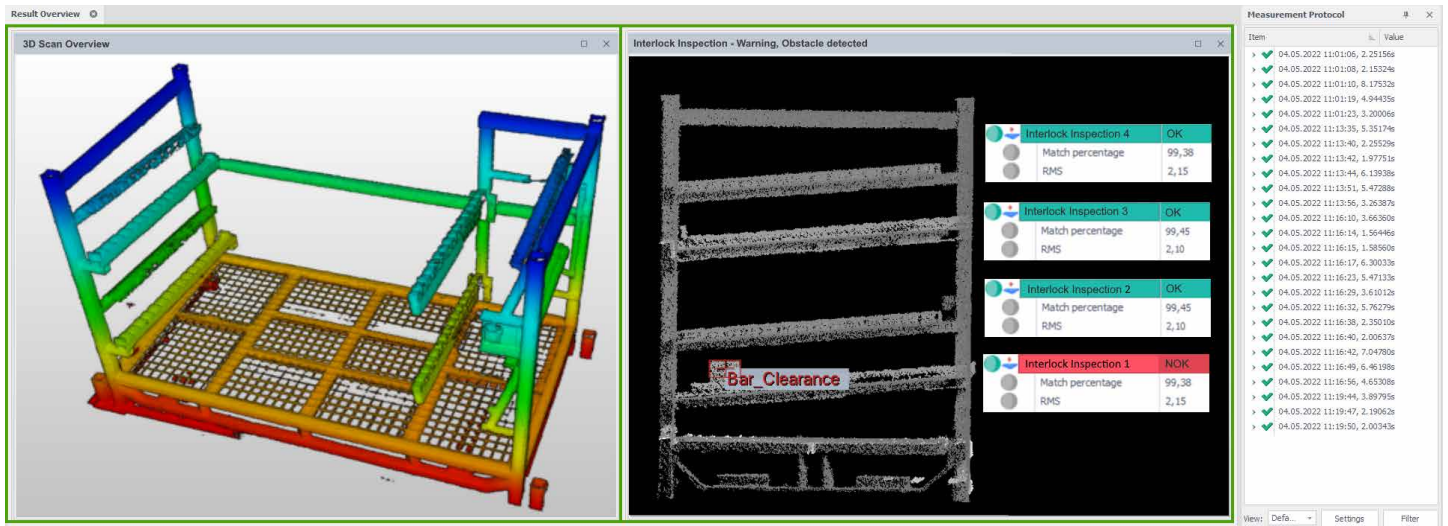 Result Overview
3D Scan Overview
Interlock Inspection - Warning, Obstacle detected
Interlock Inspection 4 OK
Match percentage 99,38
RMS 2,15
Interlock Inspection 3 OK
Match percentage 99,45
RMS 2,10
Interlock Inspection 2 OK
Match percentage 99,45
RMS 2,10
Interlock Inspection 1 NOK
Match percentage 99,38
RMS 2,15
Bar_Clearance
Measurement Protocol
Item Value
04.05.2022 11:01:06, 2.25156s
04.05.2022 11:01:08, 2.15324s
04.05.2022 11:01:10, 8.17532s
04.05.2022 11:01:19, 4.94435s
04.05.2022 11:01:23, 3.20006s
04.05.2022 11:13:35, 5.35174s
04.05.2022 11:13:40, 2.25529s
04.05.2022 11:13:42, 1.97751s
04.05.2022 11:13:44, 6.13938s
04.05.2022 11:13:51, 5.47288s
04.05.2022 11:13:56, 3.26387s
04.05.2022 11:16:10, 3.66360s
04.05.2022 11:16:14, 1.56446s
04.05.2022 11:16:15, 1.58560s
04.05.2022 11:16:17, 6.30033s
04.05.2022 11:16:23, 5.47133s
04.05.2022 11:16:29, 3.61012s
04.05.2022 11:16:32, 5.76279s
04.05.2022 11:16:38, 2.35010s
04.05.2022 11:16:40, 2.00637s
04.05.2022 11:16:42, 7.04780s
04.05.2022 11:16:49, 6.46198s
04.05.2022 11:16:56, 4.65308s
04.05.2022 11:19:44, 3.89795s
04.05.2022 11:19:47, 2.19062s
04.05.2022 11:19:50, 2.00343s
View: Defa... Settings Filter